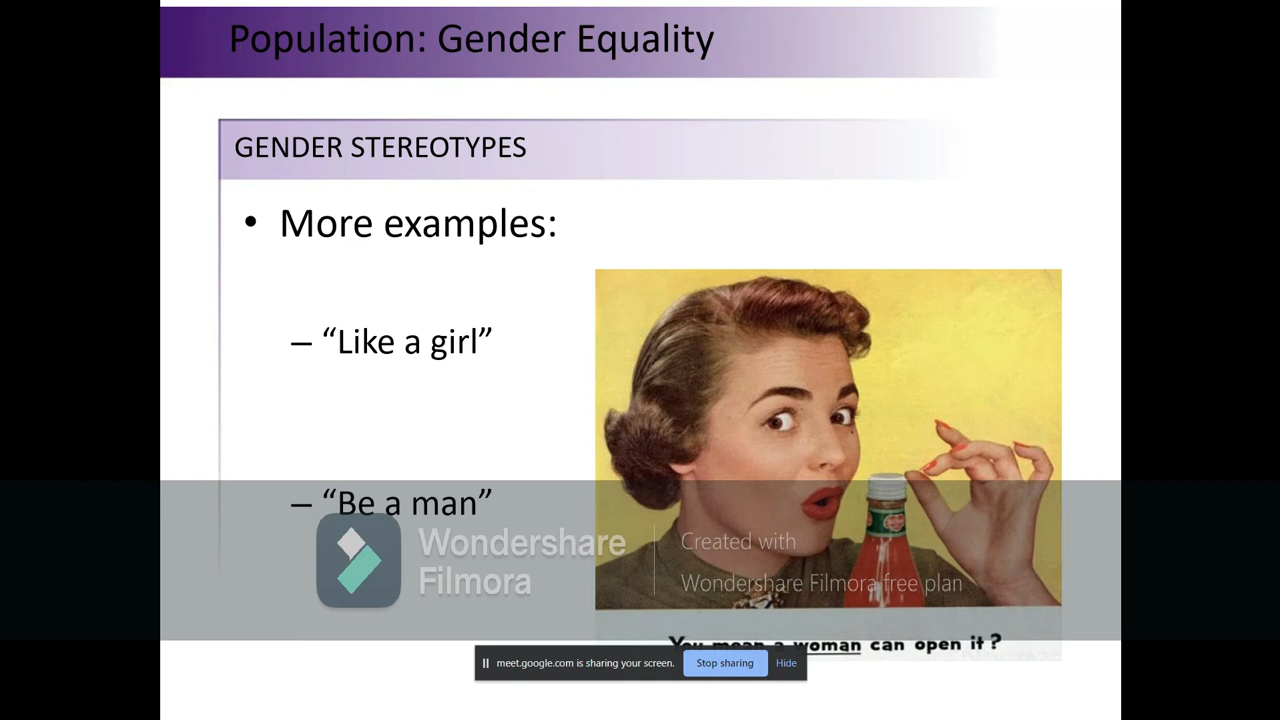 Population: Gender Equality
GENDER STEREOTYPES
• More examples:
– “Like a girl”
– “Be a man”
Wondershare
Filmora
Created with
Wondershare Filmora free plan
You mean a woman can open it?
meet.google.com is sharing your screen. Stop sharing Hide